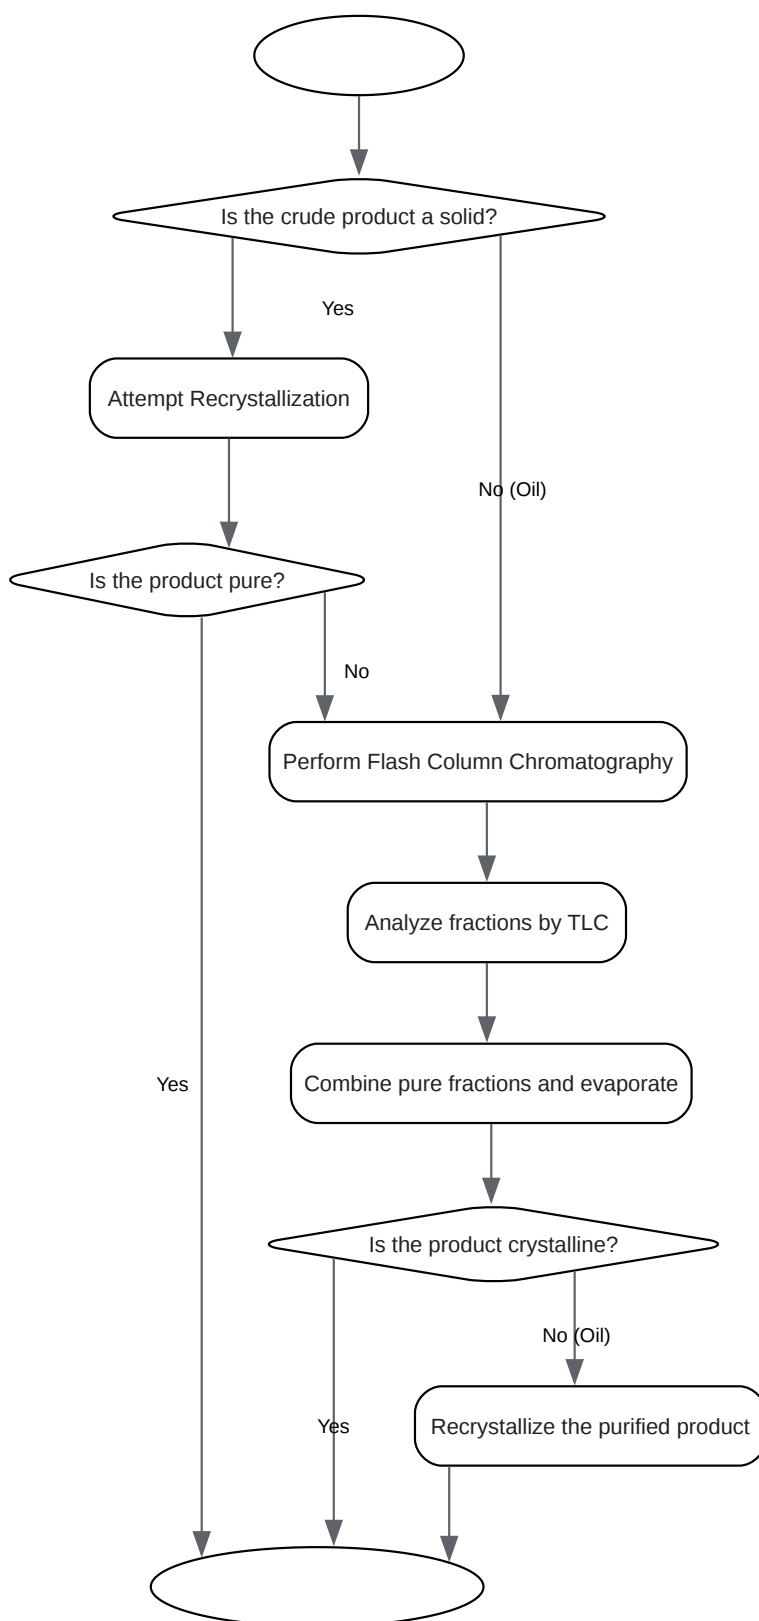 Is the crude product a solid?
Yes
Attempt Recrystallization
No (Oil)
Is the product pure?
No
Perform Flash Column Chromatography
Analyze fractions by TLC
Yes
Combine pure fractions and evaporate
Is the product crystalline?
No (Oil)
Yes
Recrystallize the purified product